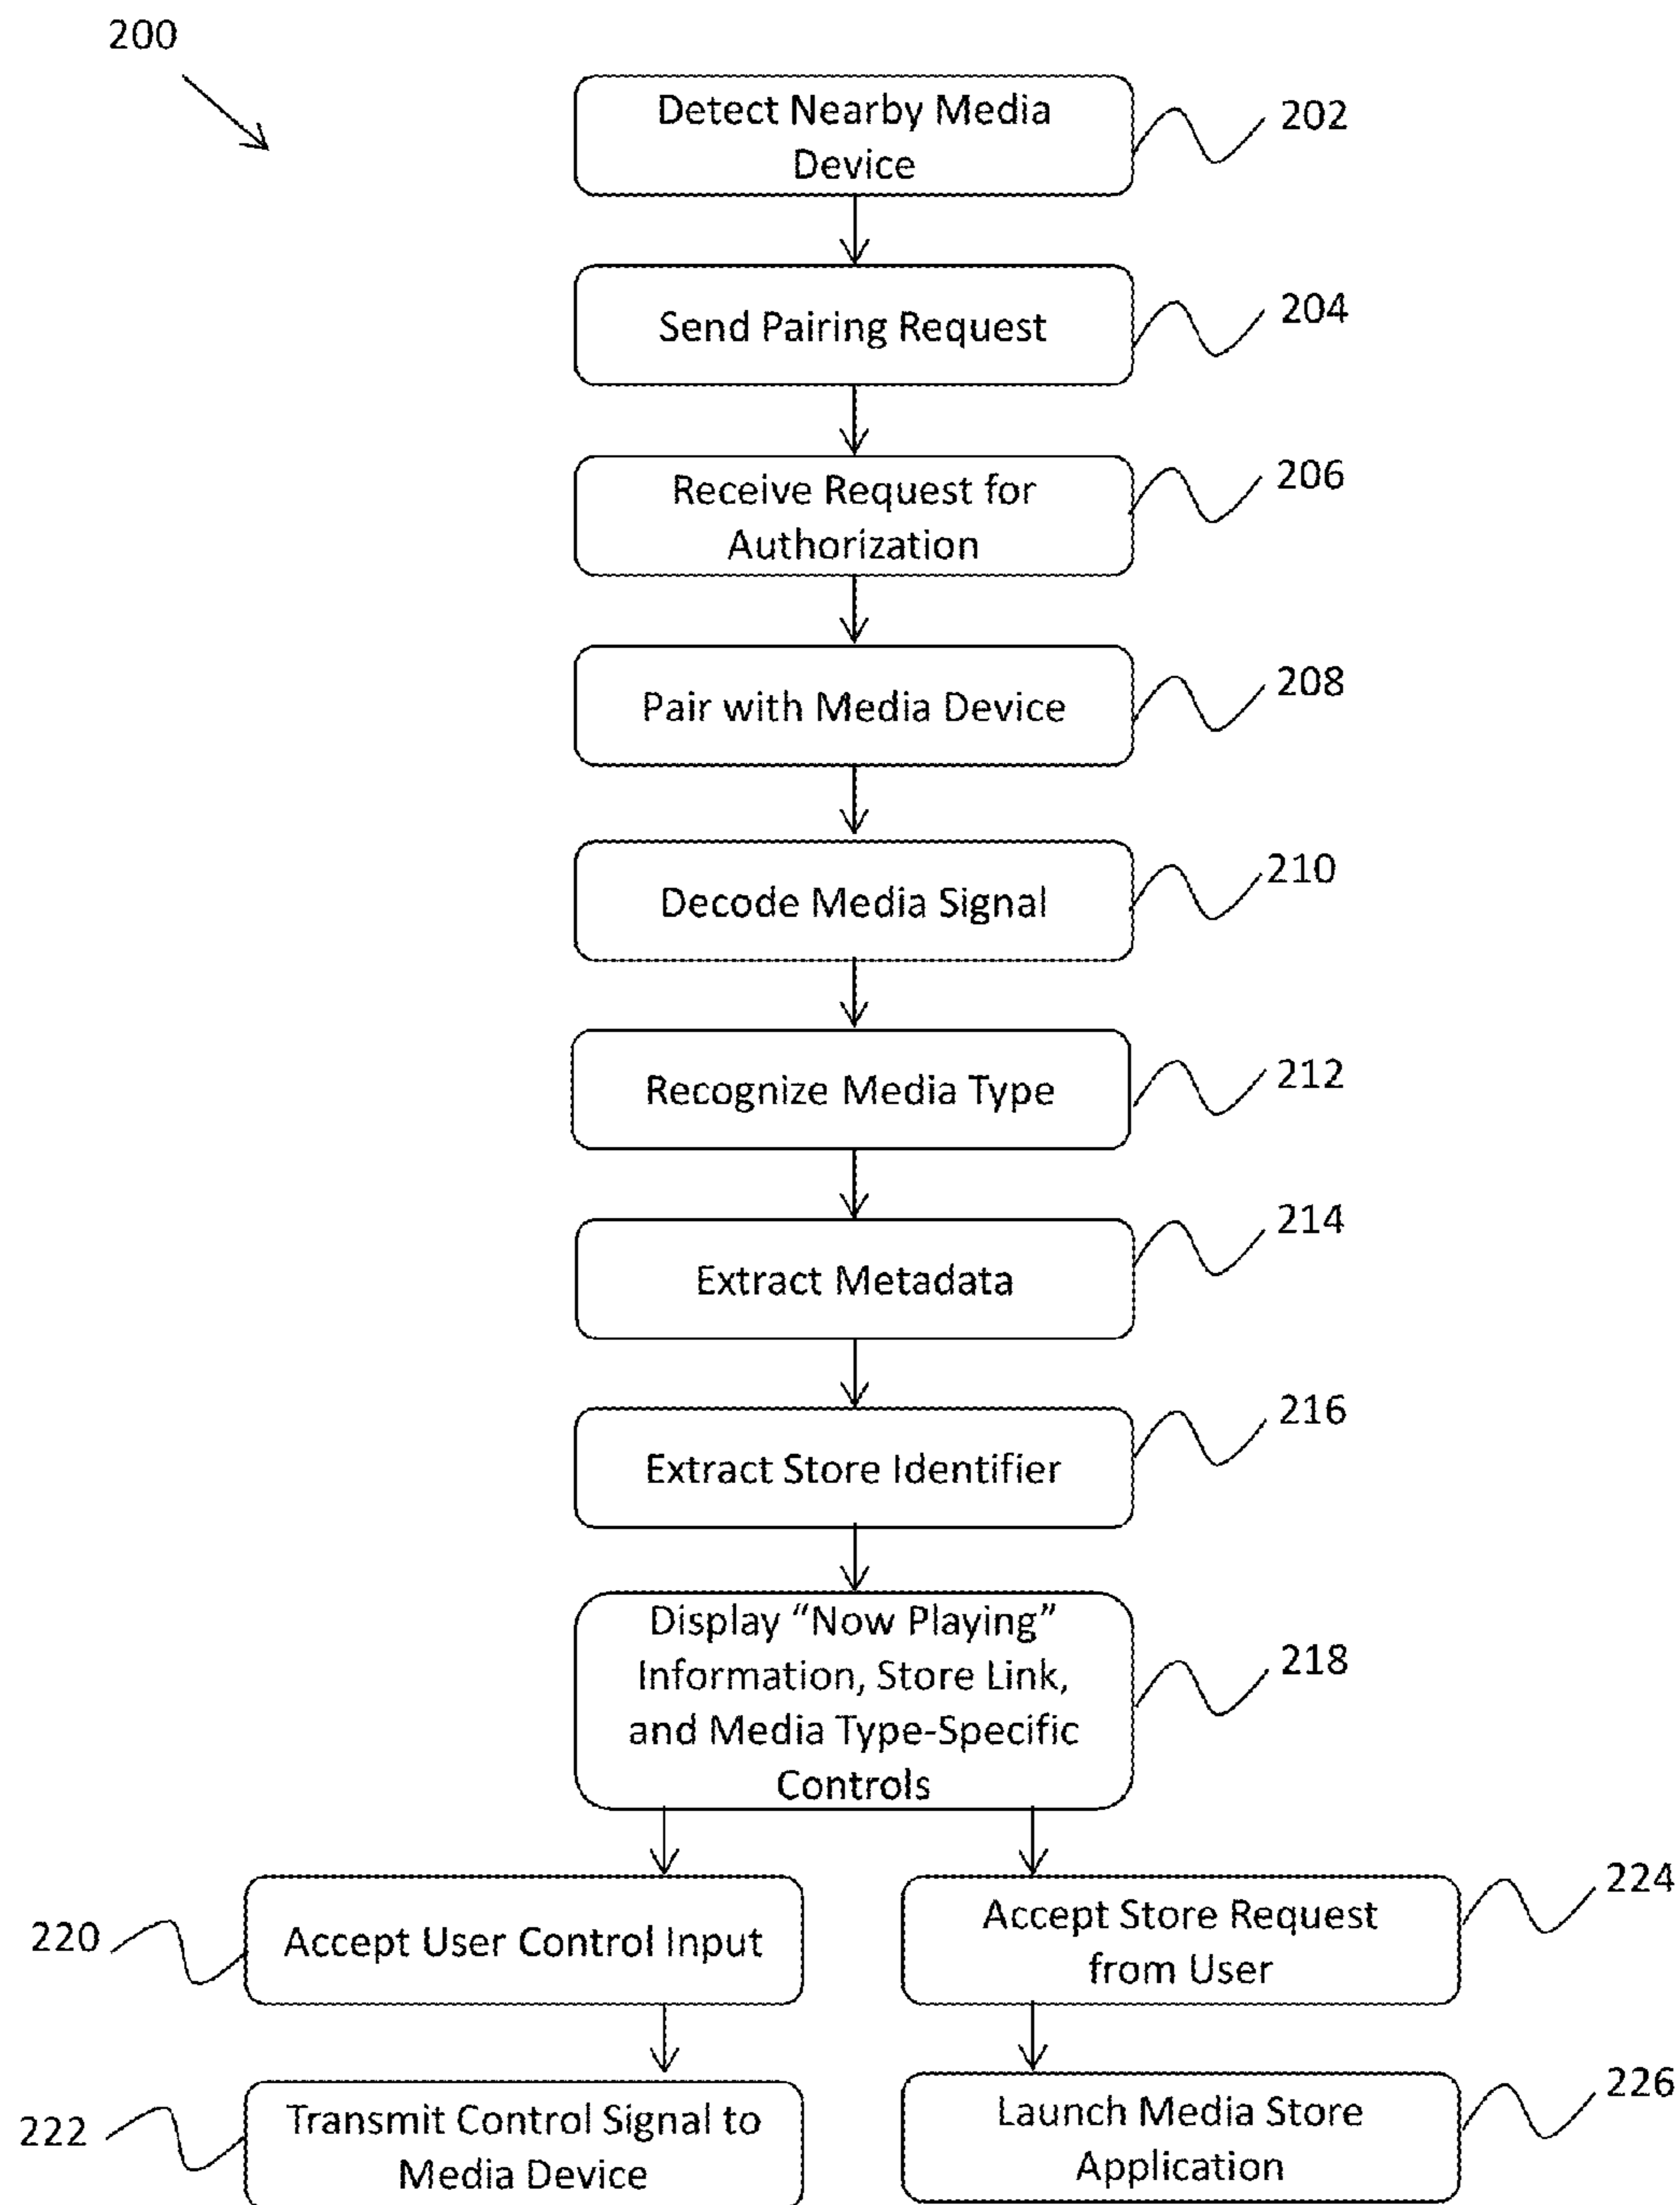 200
Detect Nearby Media
Device
202
Send Pairing Request
204
Receive Request for
Authorization
206
Pair with Media Device
208
Decode Media Signal
210
Recognize Media Type
212
Extract Metadata
214
Extract Store Identifier
216
Display “Now Playing”
Information, Store Link,
and Media Type-Specific
Controls
218
220
Accept User Control Input
Accept Store Request
from User
224
222
Transmit Control Signal to
Media Device
Launch Media Store
Application
226